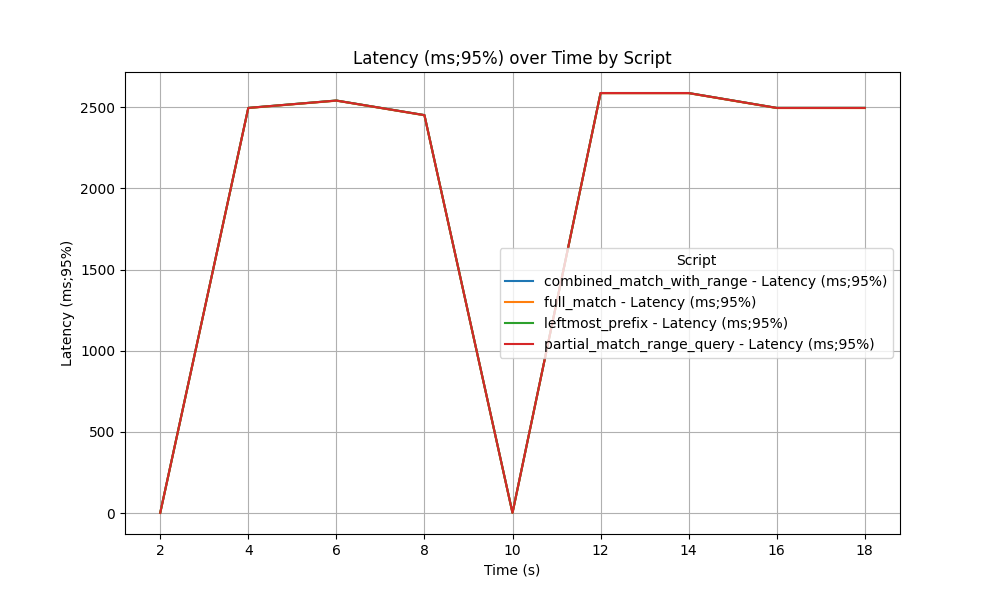 Latency (ms;95%) over Time by Script
Latency (ms;95%)
2500
2000
1500
1000
500
0
Script
combined_match_with_range - Latency (ms;95%)
full_match - Latency (ms;95%)
leftmost_prefix - Latency (ms;95%)
partial_match_range_query - Latency (ms;95%)
2 4 6 8 10 12 14 16 18
Time (s)